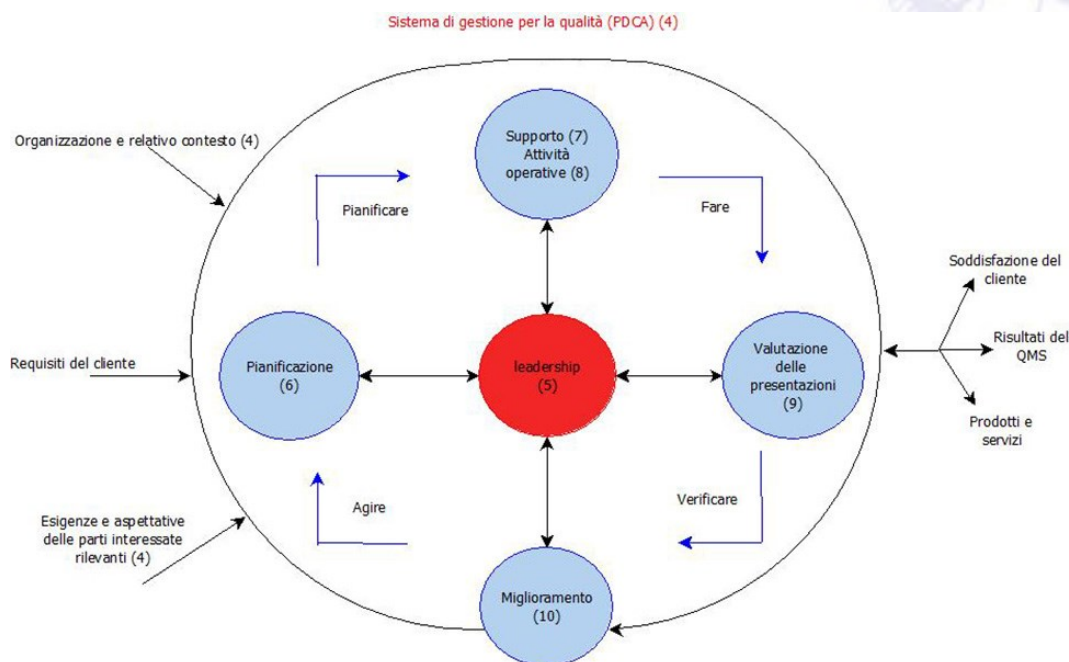 Sistema di gestione per la qualità (PDCA) (4)
Organizzazione e relativo contesto (4)
Supporto (7)
Attività
operative (8)
Pianificare
Fare
Soddisfazione del
cliente
Requisiti del cliente
Pianificazione
(6)
leadership
(5)
Valutazione
delle
presentazioni
(9)
Risultati del
QMS
Prodotti e
servizi
Agire
Verificare
Esigenze e aspettative
delle parti interessate
rilevanti (4)
Miglioramento
(10)